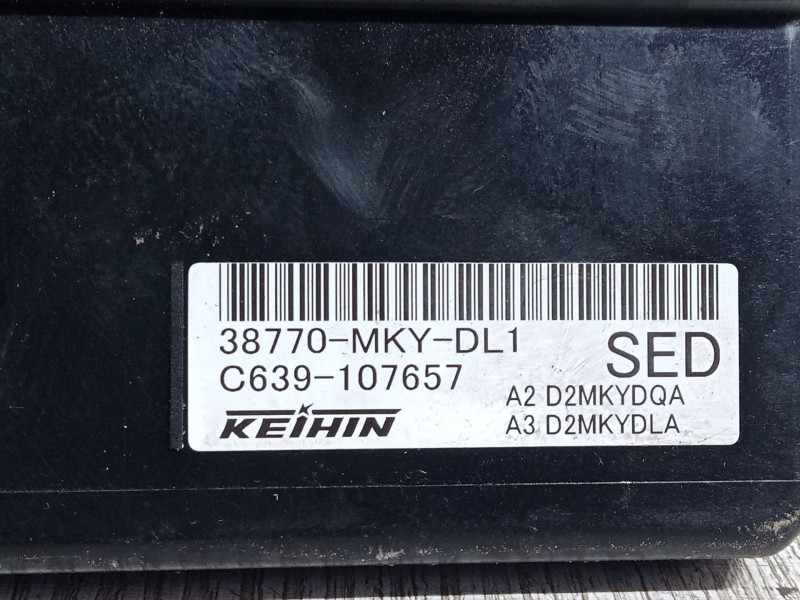 38770-MKY-DL1
C639-107657
SED
KEIHIN
A2 D2MKYDQA
A3 D2MKYDLA